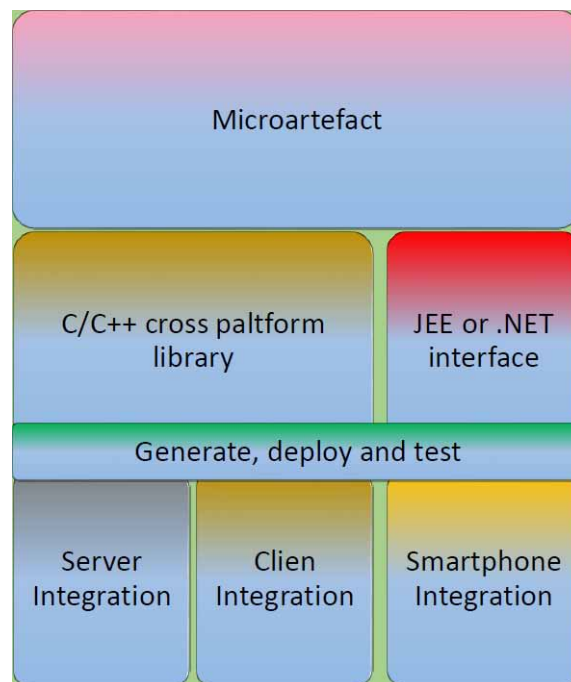 Microartefact
C/C++ cross paltform
library
JEE or .NET
interface
Generate, deploy and test
Server
Integration
Clien
Integration
Smartphone
Integration